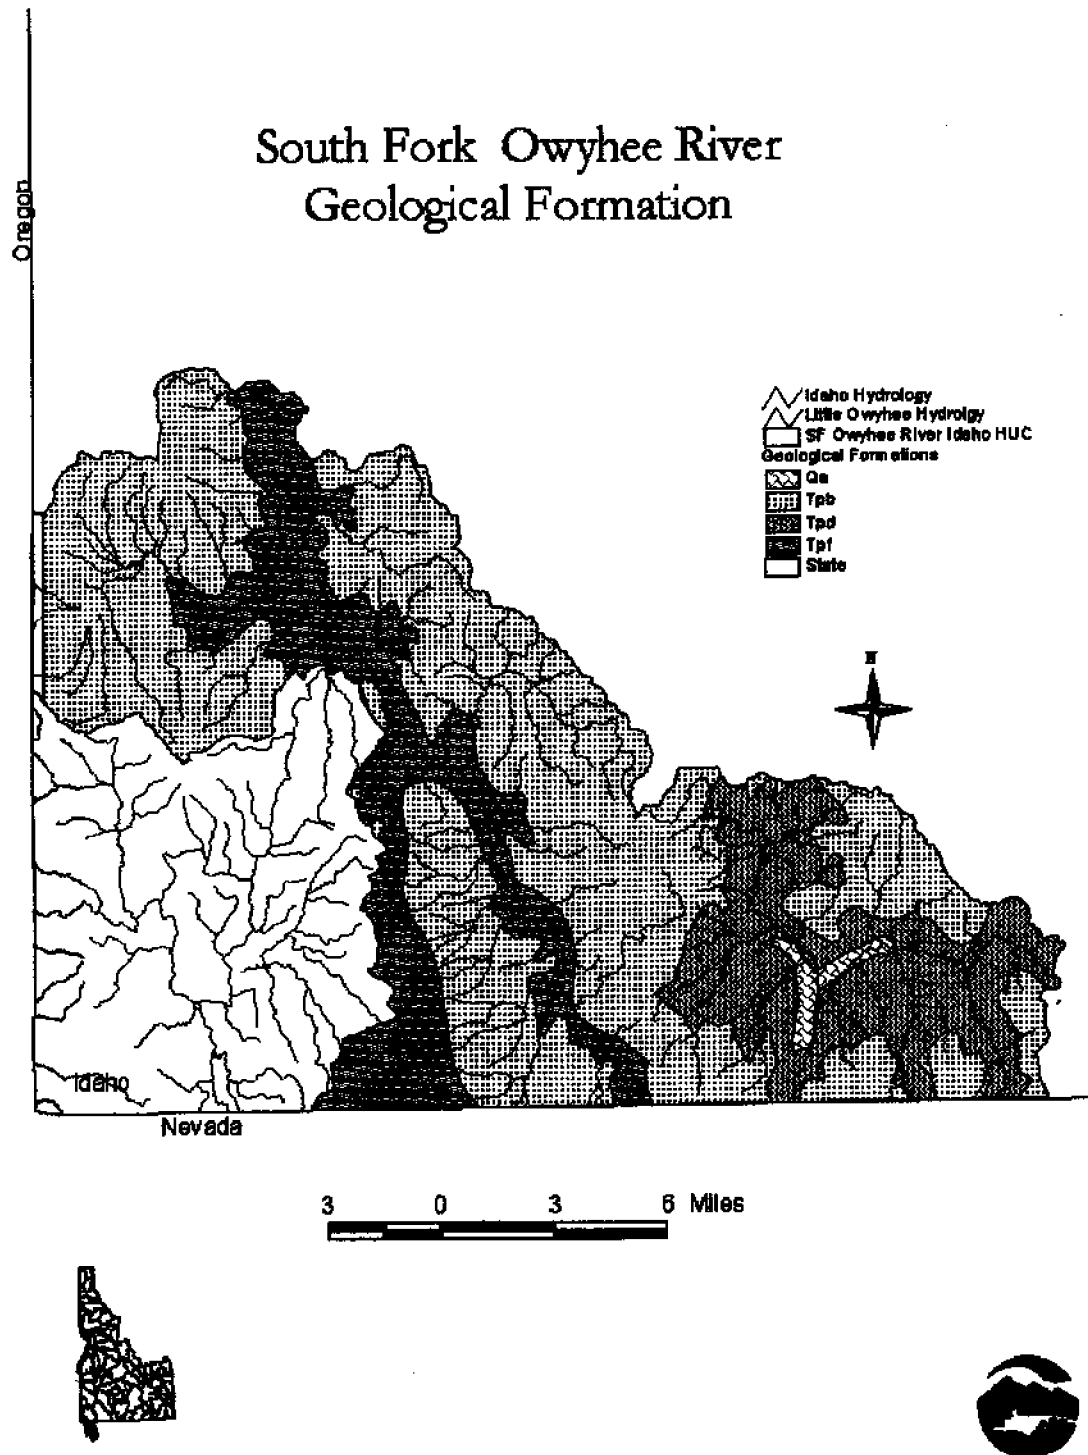 South Fork Owyhee River
Geological Formation
Oregon
Idaho Hydrology
Little Owyhee Hydrolgy
SF Owyhee River Idaho HUC
Geological Formations
Qa
Tpb
Tpd
Tpf
State
N
Idaho
Nevada
3 0 3 6 Miles